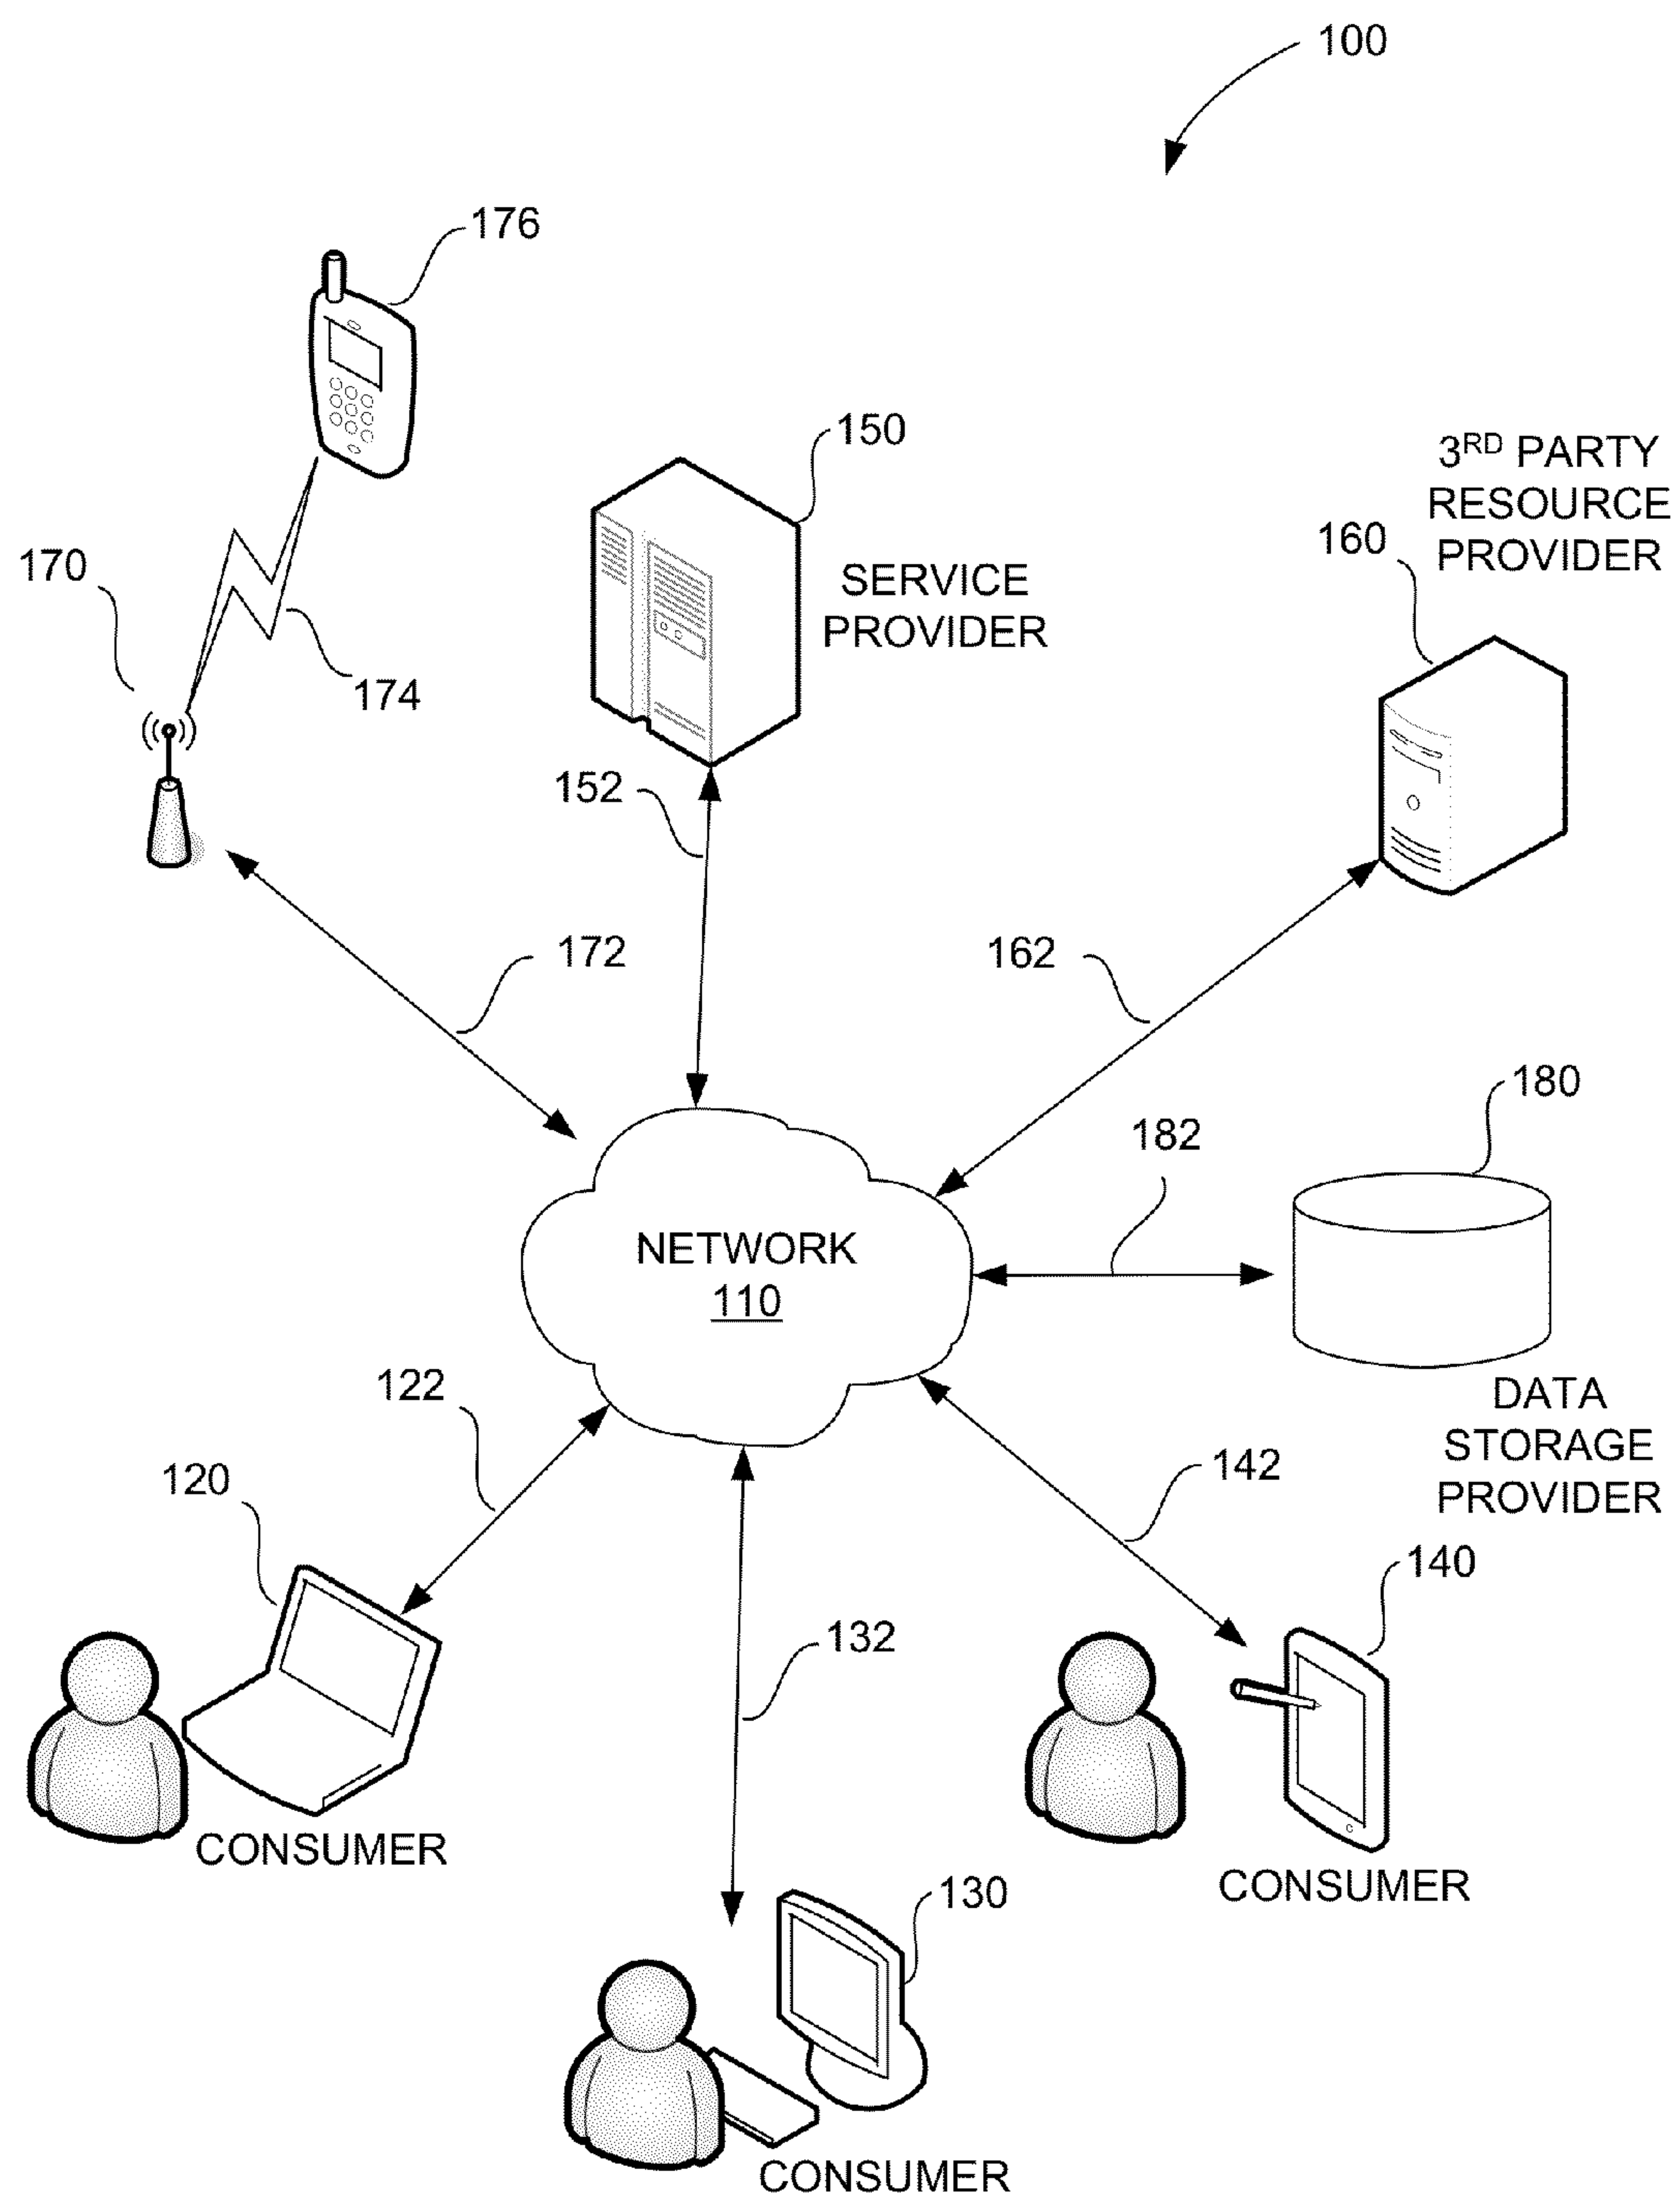 100
176
150
3RD PARTY
RESOURCE
PROVIDER
160
170
SERVICE
PROVIDER
174
152
172
162
180
182
NETWORK
110
122
DATA
STORAGE
PROVIDER
120
142
140
132
CONSUMER
CONSUMER
130
CONSUMER